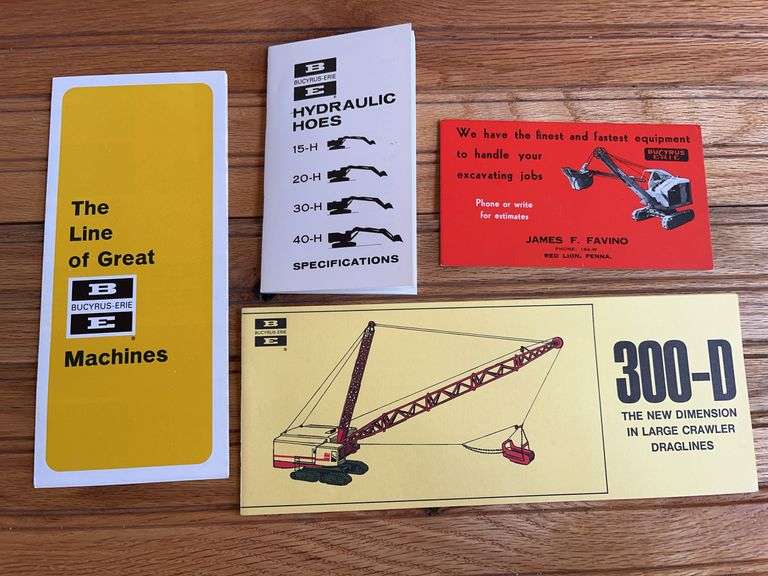 The
Line
of Great
B
BUCYRUS-ERIE
E
®
Machines
B
BUCYRUS-ERIE
E
®
HYDRAULIC
HOES
15-H
20-H
30-H
40-H
SPECIFICATIONS
We have the finest and fastest equipment
to handle your
excavating jobs
BUCYRUS
ERIE
Phone or write
for estimates
JAMES F. FAVINO
RED LION, PENNA.
B
BUCYRUS-ERIE
E
®
300-D
THE NEW DIMENSION
IN LARGE CRAWLER
DRAGLINES